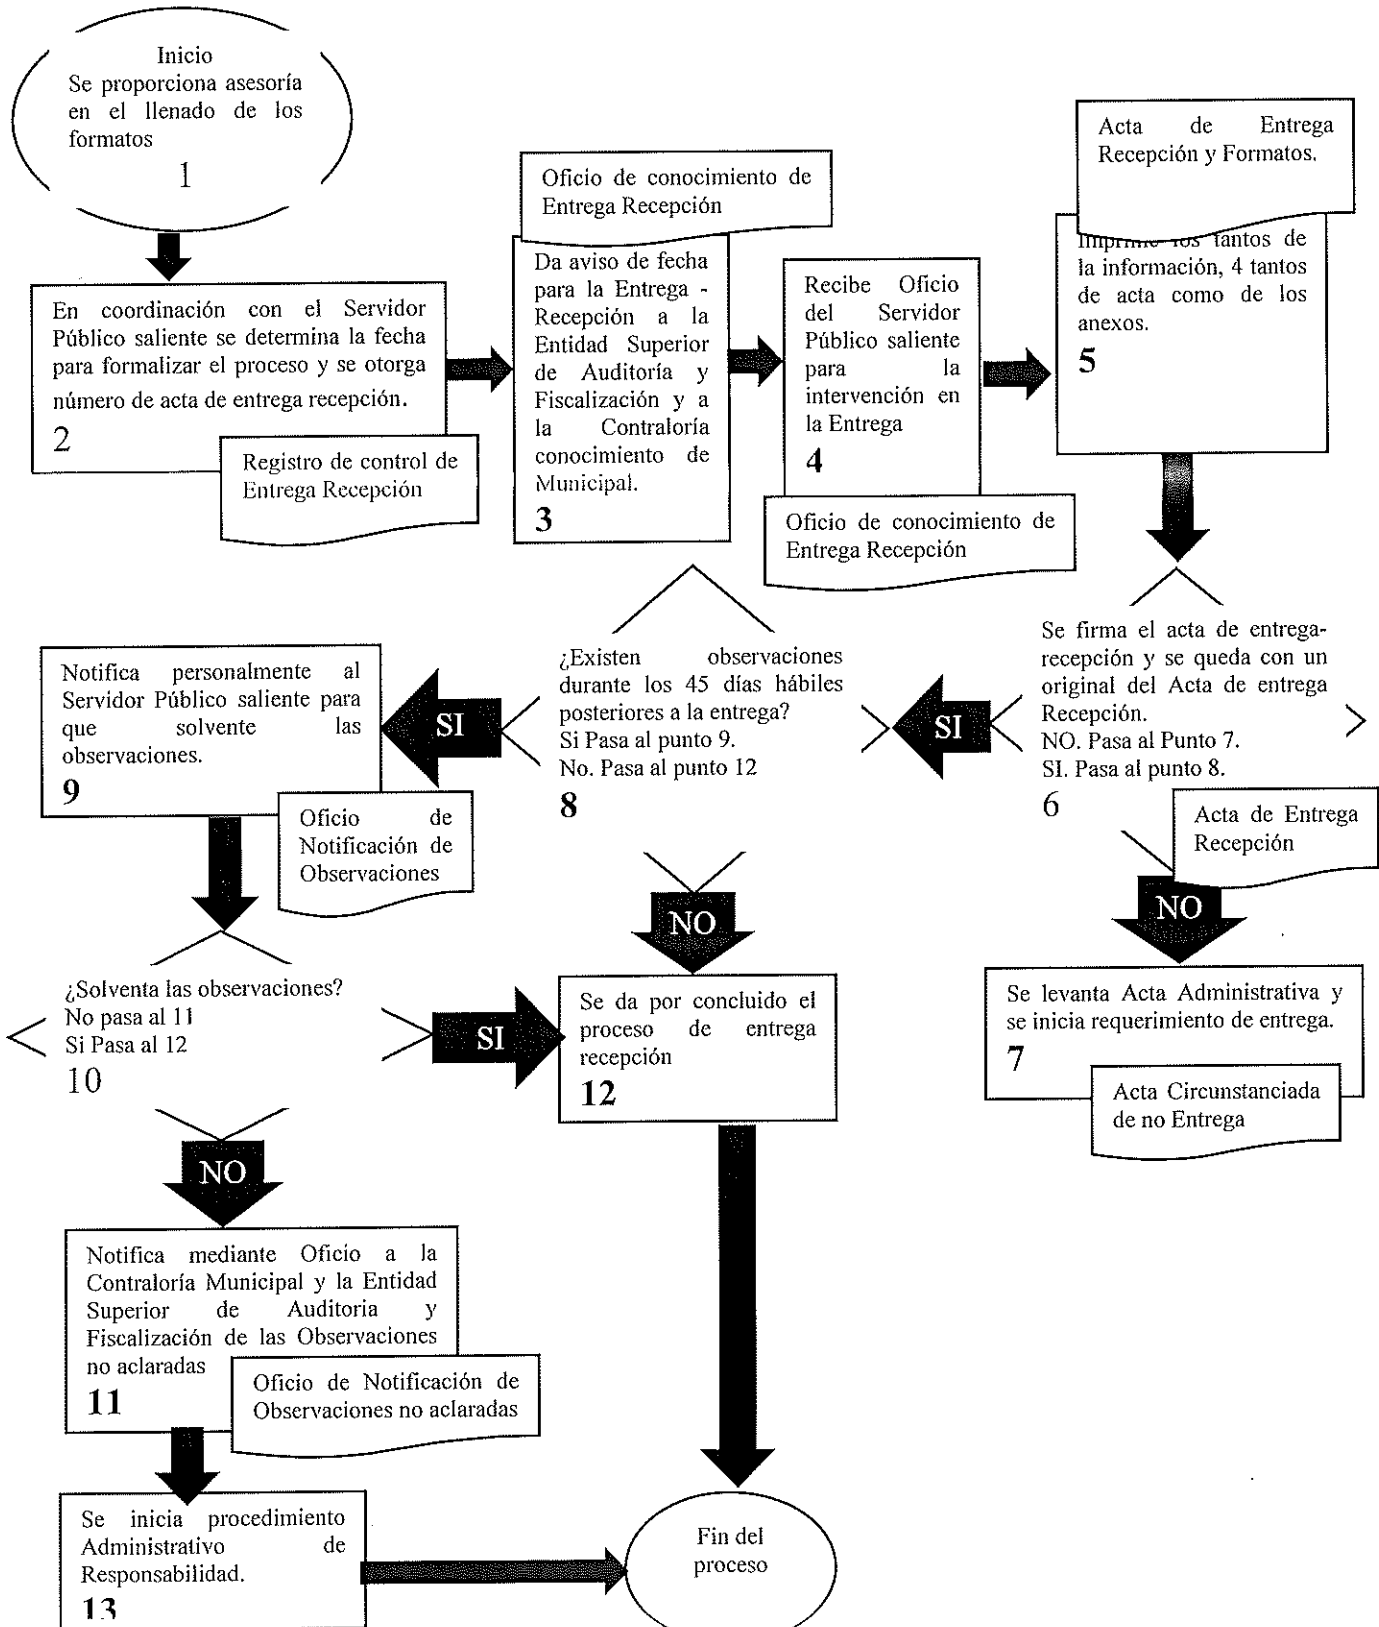 Inicio
Se proporciona asesoría
en el llenado de los
formatos
1
En coordinación con el Servidor
Público saliente se determina la fecha
para formalizar el proceso y se otorga
número de acta de entrega recepción.
2
Registro de control de
Entrega Recepción
Oficio de conocimiento de
Entrega Recepción
Da aviso de fecha
para la Entrega -
Recepción a la
Entidad Superior
de Auditoría y
Fiscalización y a
la Contraloría
conocimiento de
Municipal.
3
Recibe Oficio
del Servidor
Público saliente
para la
intervención en
la Entrega
4
Oficio de conocimiento de
Entrega Recepción
Acta de Entrega
Recepción y Formatos.
Imprime los tantos de
la información, 4 tantos
de acta como de los
anexos.
5
Se firma el acta de entrega-
recepción y se queda con un
original del Acta de entrega
Recepción.
NO. Pasa al Punto 7.
SI. Pasa al punto 8.
6
Acta de Entrega
Recepción
SI
NO
Se levanta Acta Administrativa y
se inicia requerimiento de entrega.
7
Acta Circunstanciada
de no Entrega
¿Existen observaciones
durante los 45 días hábiles
posteriores a la entrega?
Si Pasa al punto 9.
No. Pasa al punto 12
8
SI
NO
Notifica personalmente al
Servidor Público saliente para
que solvente las
observaciones.
9
Oficio de
Notificación de
Observaciones
¿Solventa las observaciones?
No pasa al 11
Si Pasa al 12
10
SI
NO
Se da por concluido el
proceso de entrega
recepción
12
Notifica mediante Oficio a la
Contraloría Municipal y la Entidad
Superior de Auditoria y
Fiscalización de las Observaciones
no aclaradas
11
Oficio de Notificación de
Observaciones no aclaradas
Se inicia procedimiento
Administrativo de
Responsabilidad.
13
Fin del
proceso